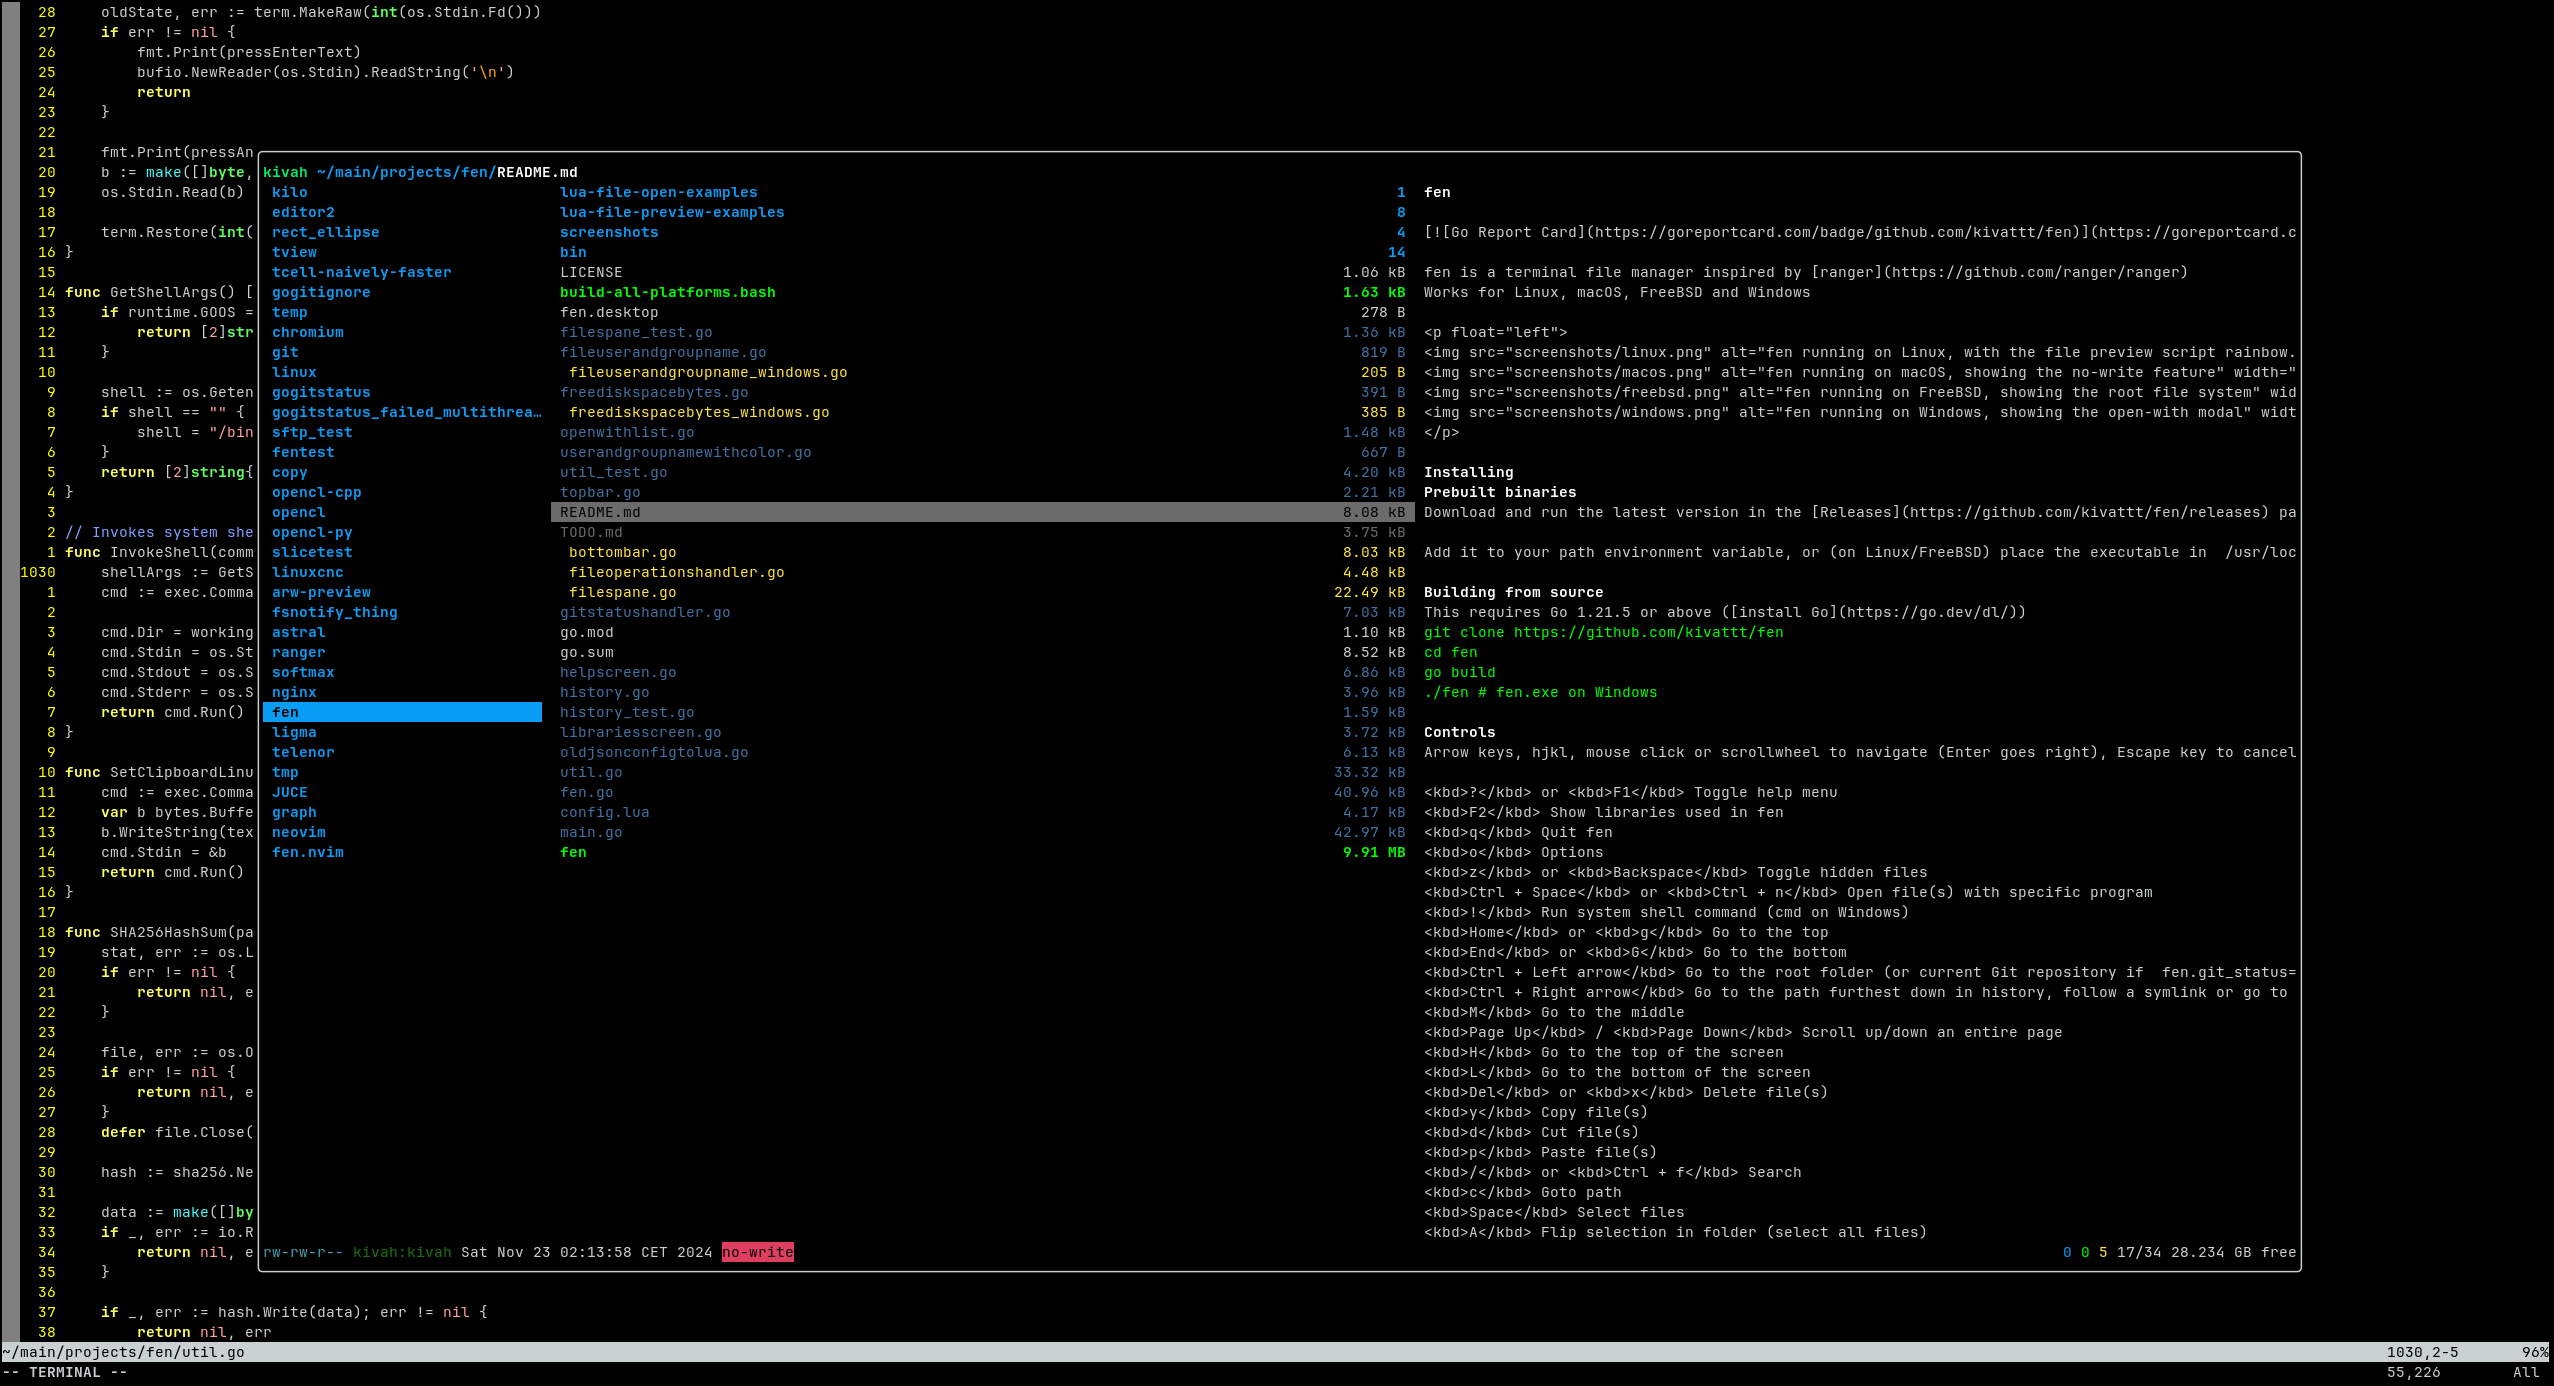 28     oldState, err := term.MakeRaw(int(os.Stdin.Fd()))
27     if err != nil {
26         fmt.Print(pressEnterText)
25         bufio.NewReader(os.Stdin).ReadString('\n')
24         return
23     }
22
21     fmt.Print(pressAn
20     b := make([]byte, kivah ~/main/projects/fen/README.md
19     os.Stdin.Read(b)  kilo  lua-file-open-examples  1  fen
18  editor2  lua-file-preview-examples  8
17     term.Restore(int(  rect_ellipse  screenshots  4  [![Go Report Card](https://goreportcard.com/badge/github.com/kivattt/fen)](https://goreportcard.c
16 }  tview  bin  14
15  tcell-naively-faster  LICENSE  1.06 kB  fen is a terminal file manager inspired by [ranger](https://github.com/ranger/ranger)
14 func GetShellArgs() [  gogitignore  build-all-platforms.bash  1.63 kB  Works for Linux, macOS, FreeBSD and Windows
13     if runtime.GOOS =  temp  fen.desktop  278 B
12         return [2]str  chromium  filespane_test.go  1.36 kB  <p float="left">
11     }  git  fileuserandgroupname.go  819 B  <img src="screenshots/linux.png" alt="fen running on Linux, with the file preview script rainbow.
10  linux  fileuserandgroupname_windows.go  205 B  <img src="screenshots/macos.png" alt="fen running on macOS, showing the no-write feature" width="
9     shell := os.Geten  gogitstatus  freediskspacebytes.go  391 B  <img src="screenshots/freebsd.png" alt="fen running on FreeBSD, showing the root file system" wid
8     if shell == "" {  gogitstatus_failed_multithrea…  freediskspacebytes_windows.go  385 B  <img src="screenshots/windows.png" alt="fen running on Windows, showing the open-with modal" widt
7         shell = "/bin  sftp_test  openwithlist.go  1.48 kB  </p>
6     }  fentest  userandgroupnamewithcolor.go  667 B
5     return [2]string{  copy  util_test.go  4.20 kB  Installing
4 }  opencl-cpp  topbar.go  2.21 kB  Prebuilt binaries
3  opencl  README.md  8.08 kB  Download and run the latest version in the [Releases](https://github.com/kivattt/fen/releases) pa
2 // Invokes system she  opencl-py  TODO.md  3.75 kB
1 func InvokeShell(comm  slicetest  bottombar.go  8.03 kB  Add it to your path environment variable, or (on Linux/FreeBSD) place the executable in  /usr/loc
1030     shellArgs := GetS  linuxcnc  fileoperationshandler.go  4.48 kB
1     cmd := exec.Comma  arw-preview  filespane.go  22.49 kB  Building from source
2  fsnotify_thing  gitstatushandler.go  7.03 kB  This requires Go 1.21.5 or above ([install Go](https://go.dev/dl/))
3     cmd.Dir = working  astral  go.mod  1.10 kB  git clone https://github.com/kivattt/fen
4     cmd.Stdin = os.St  ranger  go.sum  8.52 kB  cd fen
5     cmd.Stdout = os.S  softmax  helpscreen.go  6.86 kB  go build
6     cmd.Stderr = os.S  nginx  history.go  3.96 kB  ./fen # fen.exe on Windows
7     return cmd.Run()  fen  history_test.go  1.59 kB
8 }  ligma  librariesscreen.go  3.72 kB  Controls
9  telenor  oldjsonconfigtolua.go  6.13 kB  Arrow keys, hjkl, mouse click or scrollwheel to navigate (Enter goes right), Escape key to cancel
10 func SetClipboardLinu  tmp  util.go  33.32 kB
11     cmd := exec.Comma  JUCE  fen.go  40.96 kB  <kbd>?</kbd> or <kbd>F1</kbd> Toggle help menu
12     var b bytes.Buffe  graph  config.lua  4.17 kB  <kbd>F2</kbd> Show libraries used in fen
13     b.WriteString(tex  neovim  main.go  42.97 kB  <kbd>q</kbd> Quit fen
14     cmd.Stdin = &b  fen.nvim  fen  9.91 MB  <kbd>o</kbd> Options
15     return cmd.Run()  <kbd>z</kbd> or <kbd>Backspace</kbd> Toggle hidden files
16 }  <kbd>Ctrl + Space</kbd> or <kbd>Ctrl + n</kbd> Open file(s) with specific program
17  <kbd>!</kbd> Run system shell command (cmd on Windows)
18 func SHA256HashSum(pa  <kbd>Home</kbd> or <kbd>g</kbd> Go to the top
19     stat, err := os.L  <kbd>End</kbd> or <kbd>G</kbd> Go to the bottom
20     if err != nil {  <kbd>Ctrl + Left arrow</kbd> Go to the root folder (or current Git repository if  fen.git_status=
21         return nil, e  <kbd>Ctrl + Right arrow</kbd> Go to the path furthest down in history, follow a symlink or go to
22     }  <kbd>M</kbd> Go to the middle
23  <kbd>Page Up</kbd> / <kbd>Page Down</kbd> Scroll up/down an entire page
24     file, err := os.O  <kbd>H</kbd> Go to the top of the screen
25     if err != nil {  <kbd>L</kbd> Go to the bottom of the screen
26         return nil, e  <kbd>Del</kbd> or <kbd>x</kbd> Delete file(s)
27     }  <kbd>y</kbd> Copy file(s)
28     defer file.Close(  <kbd>d</kbd> Cut file(s)
29  <kbd>p</kbd> Paste file(s)
30     hash := sha256.Ne  <kbd>/</kbd> or <kbd>Ctrl + f</kbd> Search
31  <kbd>c</kbd> Goto path
32     data := make([]by  <kbd>Space</kbd> Select files
33     if _, err := io.R  <kbd>A</kbd> Flip selection in folder (select all files)
34         return nil, e  rw-rw-r-- kivah:kivah Sat Nov 23 02:13:58 CET 2024 no-write  0 0 5 17/34 28.234 GB free
35     }
36
37     if _, err := hash.Write(data); err != nil {
38         return nil, err
~/main/projects/fen/util.go  1030,2-5  96%
-- TERMINAL --  55,226  All